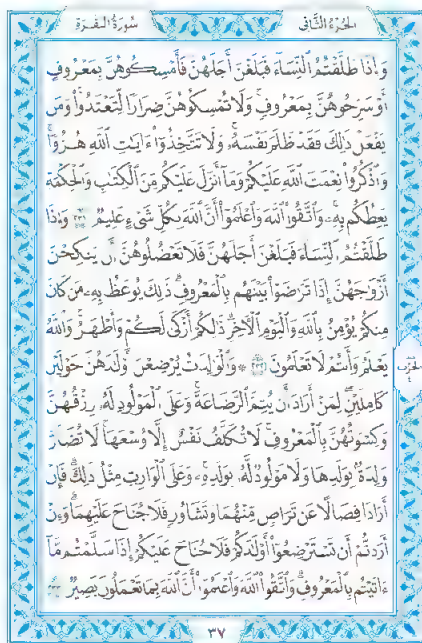 الجزء الثانى سورة البقرة
وَإِذَا طَلَّقْتُمُ ٱلنِّسَآءَ فَبَلَغْنَ أَجَلَهُنَّ فَأَمْسِكُوهُنَّ بِمَعْرُوفٍ
أَوْ سَرِّحُوهُنَّ بِمَعْرُوفٍ ۚ وَلَا تُمْسِكُوهُنَّ ضِرَارًا لِّتَعْتَدُوا۟ ۚ وَمَن
يَفْعَلْ ذَٰلِكَ فَقَدْ ظَلَمَ نَفْسَهُۥ ۚ وَلَا تَتَّخِذُوٓا۟ ءَايَٰتِ ٱللَّهِ هُزُوًا ۚ
وَٱذْكُرُوا۟ نِعْمَتَ ٱللَّهِ عَلَيْكُمْ وَمَآ أَنزَلَ عَلَيْكُم مِّنَ ٱلْكِتَٰبِ وَٱلْحِكْمَةِ
يَعِظُكُم بِهِۦ ۚ وَٱتَّقُوا۟ ٱللَّهَ وَٱعْلَمُوٓا۟ أَنَّ ٱللَّهَ بِكُلِّ شَىْءٍ عَلِيمٌ ٢٣١ وَإِذَا
طَلَّقْتُمُ ٱلنِّسَآءَ فَبَلَغْنَ أَجَلَهُنَّ فَلَا تَعْضُلُوهُنَّ أَن يَنكِحْنَ
أَزْوَٰجَهُنَّ إِذَا تَرَٰضَوْا۟ بَيْنَهُم بِٱلْمَعْرُوفِ ۗ ذَٰلِكَ يُوعَظُ بِهِۦ مَن كَانَ
مِنكُمْ يُؤْمِنُ بِٱللَّهِ وَٱلْيَوْمِ ٱلْـَٔاخِرِ ۗ ذَٰلِكُمْ أَزْكَىٰ لَكُمْ وَأَطْهَرُ ۗ وَٱللَّهُ
يَعْلَمُ وَأَنتُمْ لَا تَعْلَمُونَ ٢٣٢ ۞ وَٱلْوَٰلِدَٰتُ يُرْضِعْنَ أَوْلَٰدَهُنَّ حَوْلَيْنِ
كَامِلَيْنِ ۖ لِمَنْ أَرَادَ أَن يُتِمَّ ٱلرَّضَاعَةَ ۚ وَعَلَى ٱلْمَوْلُودِ لَهُۥ رِزْقُهُنَّ
وَكِسْوَتُهُنَّ بِٱلْمَعْرُوفِ ۚ لَا تُكَلَّفُ نَفْسٌ إِلَّا وُسْعَهَا ۚ لَا تُضَآرَّ
وَٰلِدَةٌۢ بِوَلَدِهَا وَلَا مَوْلُودٌ لَّهُۥ بِوَلَدِهِۦ ۚ وَعَلَى ٱلْوَارِثِ مِثْلُ ذَٰلِكَ ۗ فَإِنْ
أَرَادَا فِصَالًا عَن تَرَاضٍ مِّنْهُمَا وَتَشَاوُرٍ فَلَا جُنَاحَ عَلَيْهِمَا ۗ وَإِنْ
أَرَدتُّمْ أَن تَسْتَرْضِعُوٓا۟ أَوْلَٰدَكُمْ فَلَا جُنَاحَ عَلَيْكُمْ إِذَا سَلَّمْتُم مَّآ
ءَاتَيْتُم بِٱلْمَعْرُوفِ ۗ وَٱتَّقُوا۟ ٱللَّهَ وَٱعْلَمُوٓا۟ أَنَّ ٱللَّهَ بِمَا تَعْمَلُونَ بَصِيرٌ ٢٣٣
٣٧